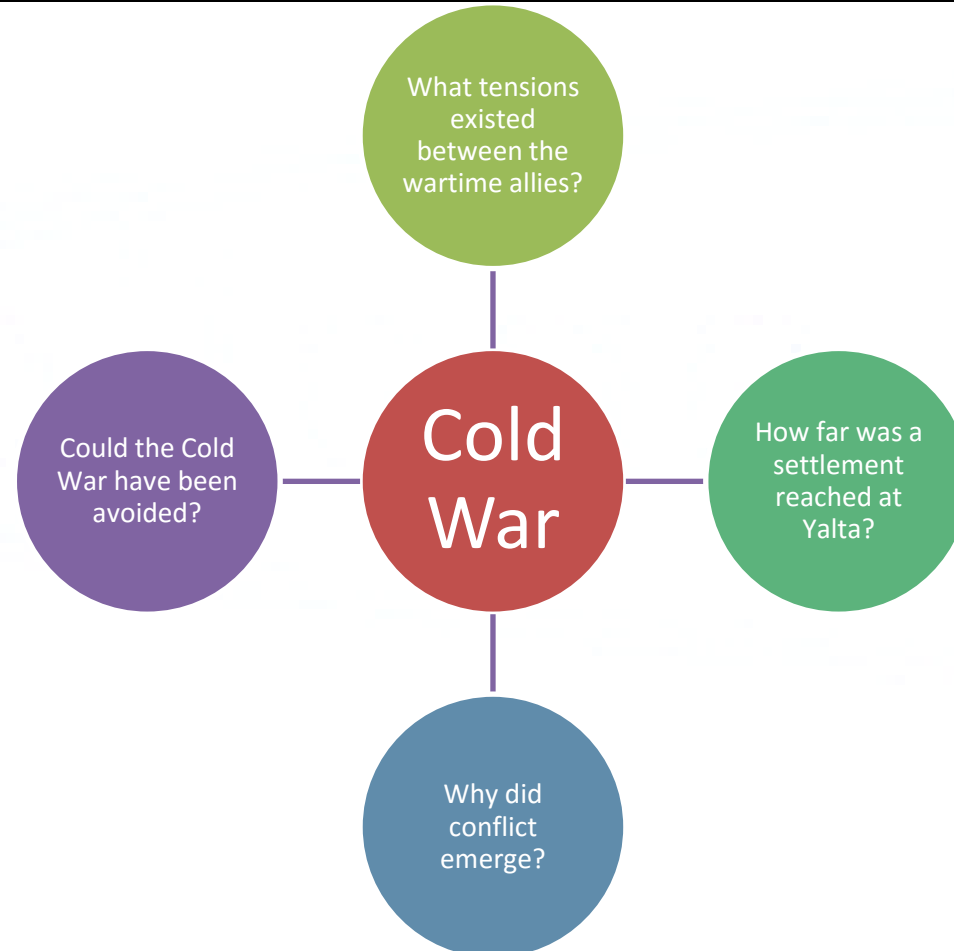 What tensions
existed
between the
wartime allies?
Could the Cold
War have been
avoided?
Cold
War
How far was a
settlement
reached at
Yalta?
Why did
conflict
emerge?